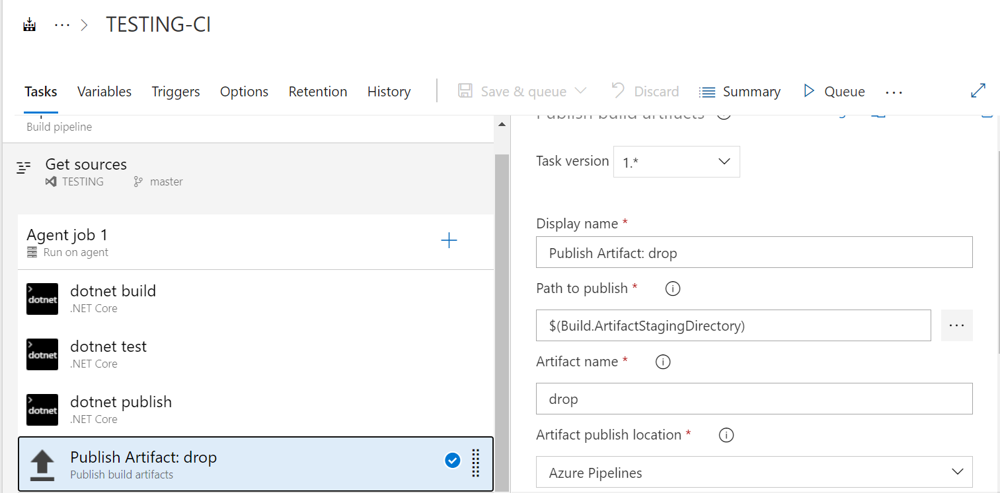 TESTING-CI
Tasks Variables Triggers Options Retention History Save & queue Discard Summary Queue
Build pipeline
Get sources
TESTING master
Agent job 1
Run on agent
dotnet
dotnet build
.NET Core
dotnet
dotnet test
.NET Core
dotnet
dotnet publish
.NET Core
Publish Artifact: drop
Publish build artifacts
Publish build artifacts
Task version 1.*
Display name *
Publish Artifact: drop
Path to publish *
$(Build.ArtifactStagingDirectory)
Artifact name *
drop
Artifact publish location *
Azure Pipelines